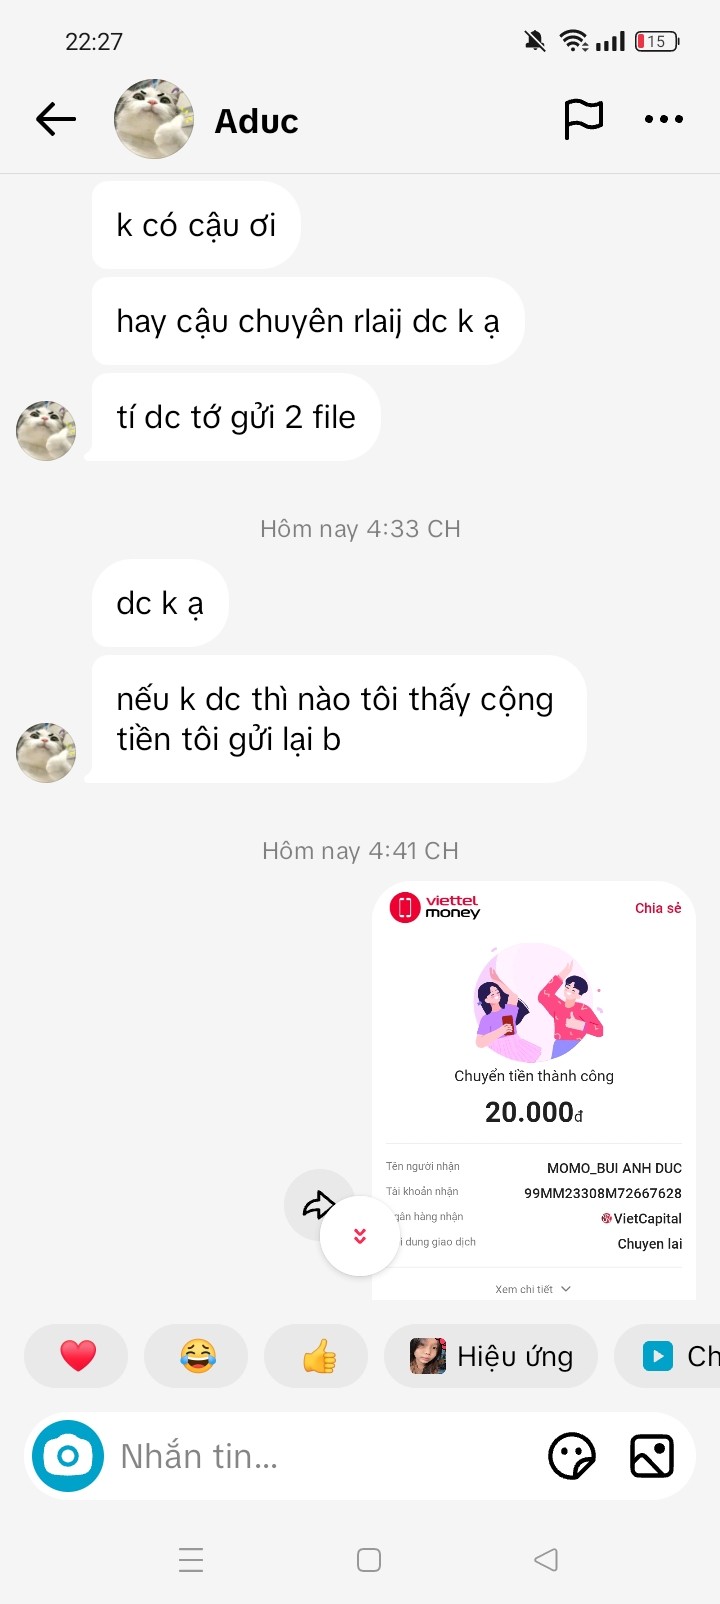 22:27
15
Aduc
k có cậu ơi
hay cậu chuyên rlaij dc k ạ
tí dc tớ gửi 2 file
Hôm nay 4:33 CH
dc k ạ
nếu k dc thì nào tôi thấy cộng
tiền tôi gửi lại b
Hôm nay 4:41 CH
viettel
money
Chia sẻ
Chuyển tiền thành công
20.000đ
Tên người nhận MOMO_BUI ANH DUC
Tài khoản nhận 99MM23308M72667628
hàng nhận VietCapital
dung giao dịch Chuyen lai
Xem chi tiết
Hiệu ứng
Ch
Nhắn tin...